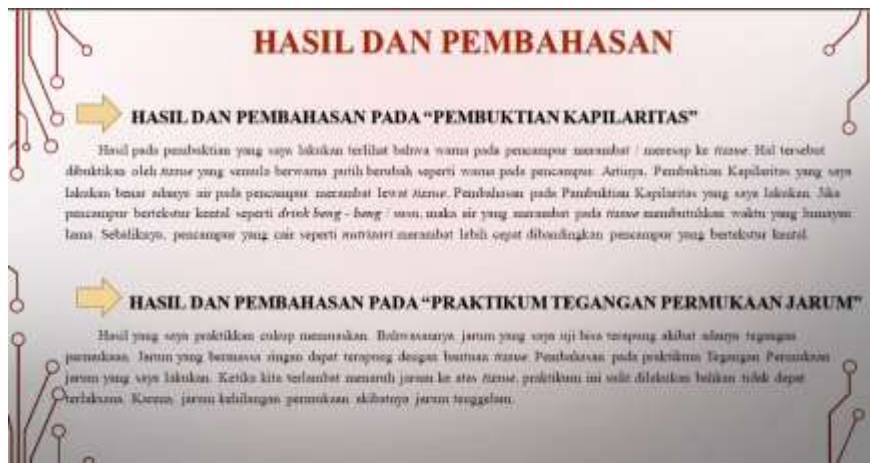 HASIL DAN PEMBAHASAN
HASIL DAN PEMBAHASAN PADA “PEMBUKTIAN KAPILARITAS”
Hasil pada pembuktian yang saya lakukan terlihat bahwa warna pada pencampur merambat / meresap ke tissue. Hal tersebut
dibuktikan oleh tissue yang semula berwarna putih berubah seperti warna pada pencampur. Artinya, Pembuktian Kapilaritas yang saya
lakukan benar adanya air pada pencampur merambat lewat tissue. Pembahasan pada Pembuktian Kapilaritas yang saya lakukan. Jika
pencampur bertekstur kental seperti drink beng - beng / susu, maka air yang merambat pada tissue membutuhkan waktu yang lumayan
lama. Sebaliknya, pencampur yang cair seperti nutrisari merambat lebih cepat dibandingkan pencampur yang bertekstur kental.
HASIL DAN PEMBAHASAN PADA “PRAKTIKUM TEGANGAN PERMUKAAN JARUM”
Hasil yang saya praktikkan cukup memuaskan. Bahwasannya, jarum yang saya uji bisa terapung akibat adanya tegangan
permukaan. Jarum yang bermassa ringan dapat terapung dengan bantuan tissue. Pembahasan pada praktikum Tegangan Permukaan
jarum yang saya lakukan. Ketika kita terlambat menaruh jarum ke atas tissue, praktikum ini sulit dilakukan bahkan tidak dapat
terlaksana. Karena, jarum kehilangan permukaan akibatnya jarum tenggelam.